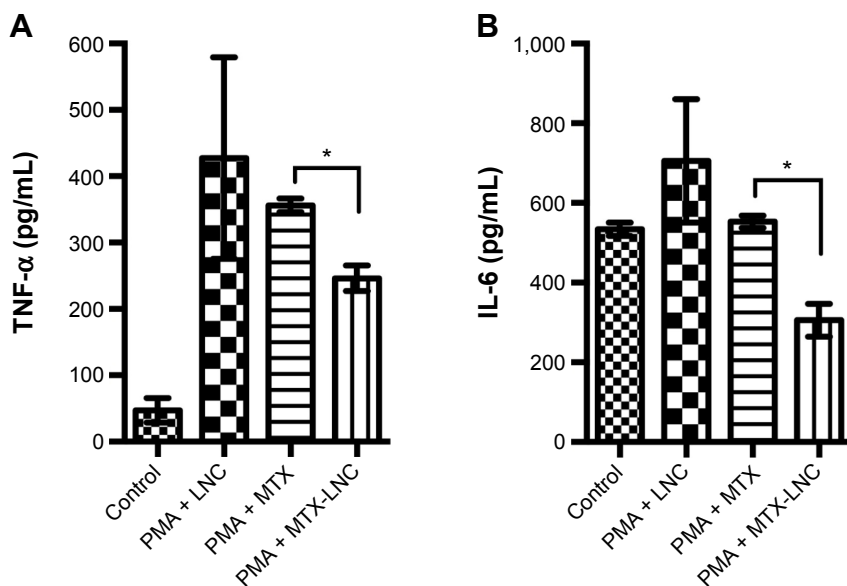 A
TNF-α (pg/mL)
600
500
400
300
200
100
0
*
Control
PMA + LNC
PMA + MTX
PMA + MTX-LNC
B
IL-6 (pg/mL)
1,000
800
600
400
200
0
*
Control
PMA + LNC
PMA + MTX
PMA + MTX-LNC